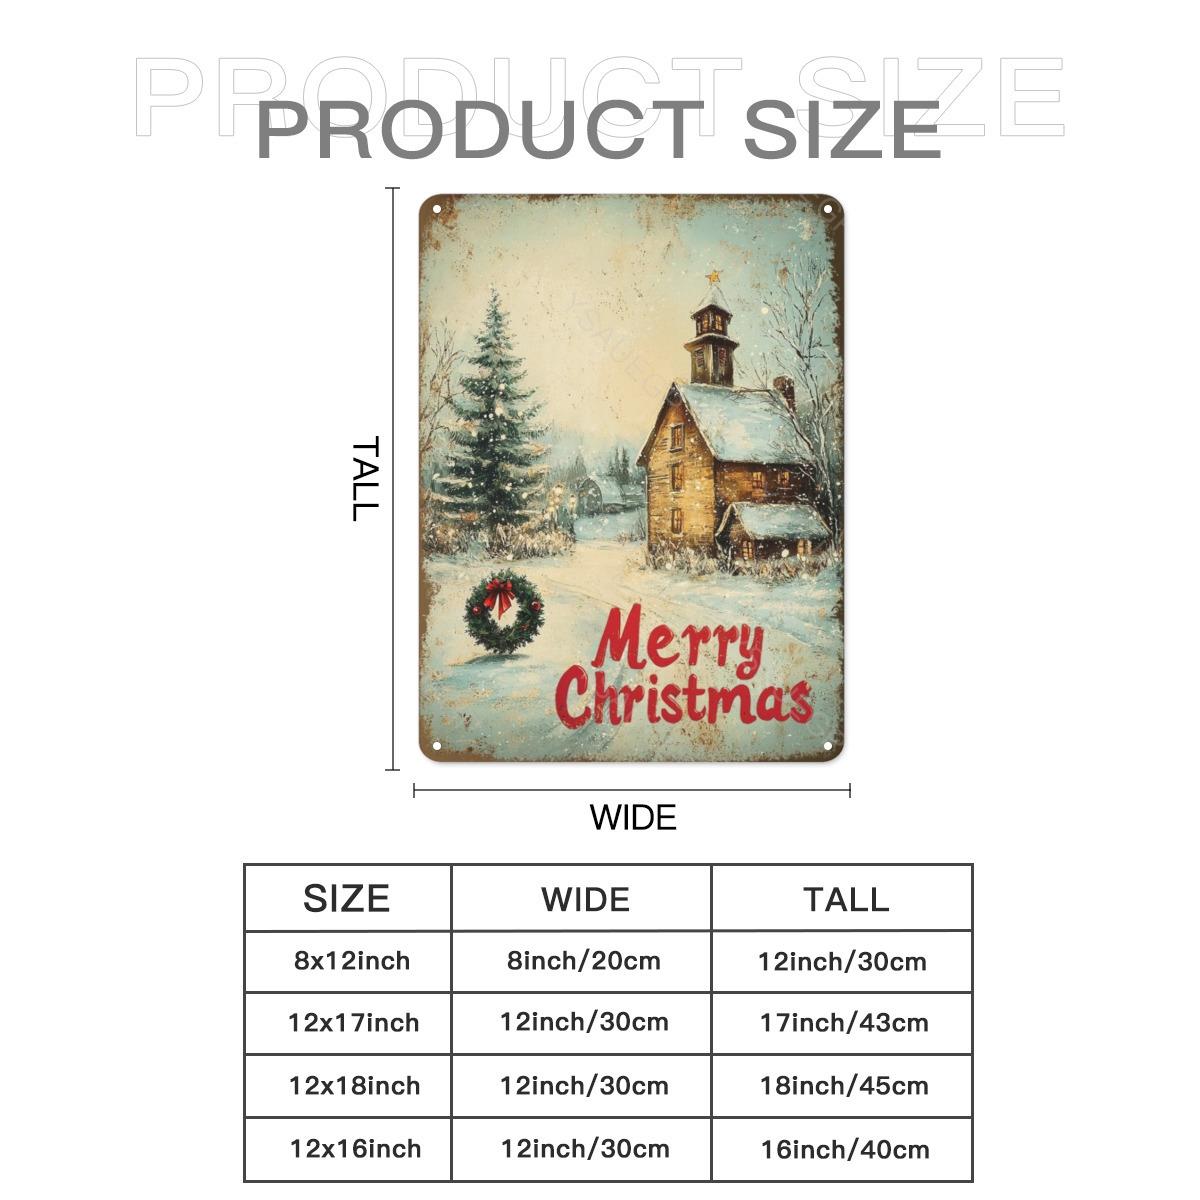 PRODUCT SIZE
PRODUCT SIZE
TALL
Merry
Christmas
WIDE
SIZE WIDE TALL
8x12inch 8inch/20cm 12inch/30cm
12x17inch 12inch/30cm 17inch/43cm
12x18inch 12inch/30cm 18inch/45cm
12x16inch 12inch/30cm 16inch/40cm